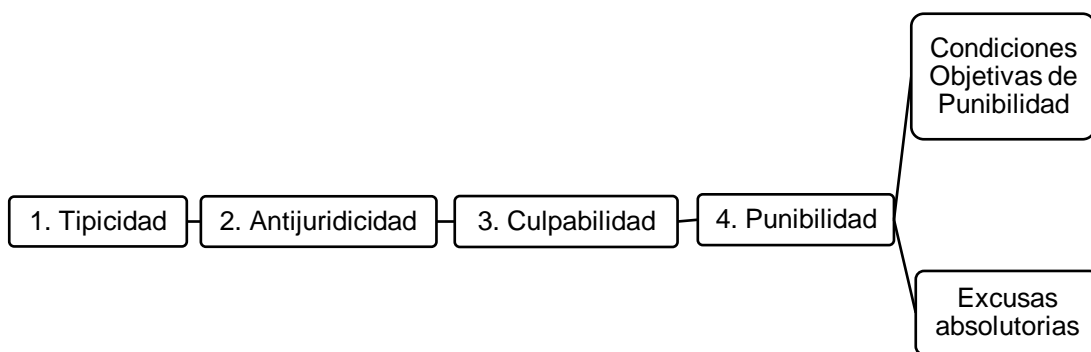 Condiciones
Objetivas de
Punibilidad
1. Tipicidad
2. Antijuridicidad
3. Culpabilidad
4. Punibilidad
Excusas
absolutorias